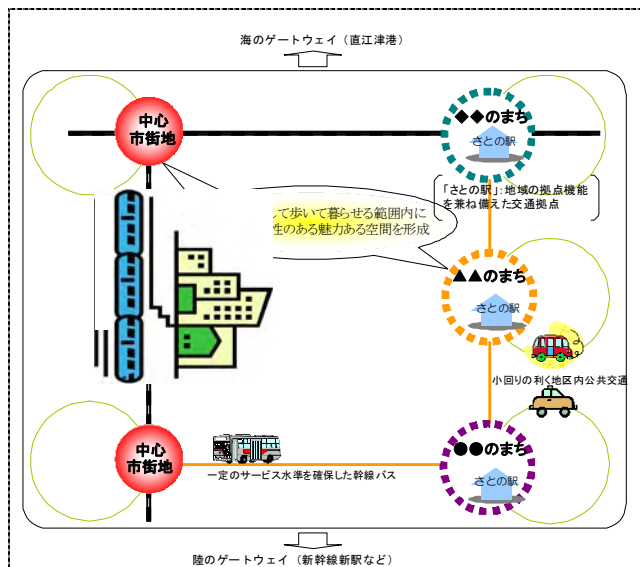 海のゲートウェイ（直江津港）
中心
市街地
◆◆のまち
さとの駅
「さとの駅」：地域の拠点機能
を兼ね備えた交通拠点
して歩いて暮らせる範囲内に
性のある魅力ある空間を形成
▲▲のまち
さとの駅
小回りの利く地区内公共交通
中心
市街地
●●のまち
さとの駅
一定のサービス水準を確保した幹線バス
陸のゲートウェイ（新幹線新駅など）